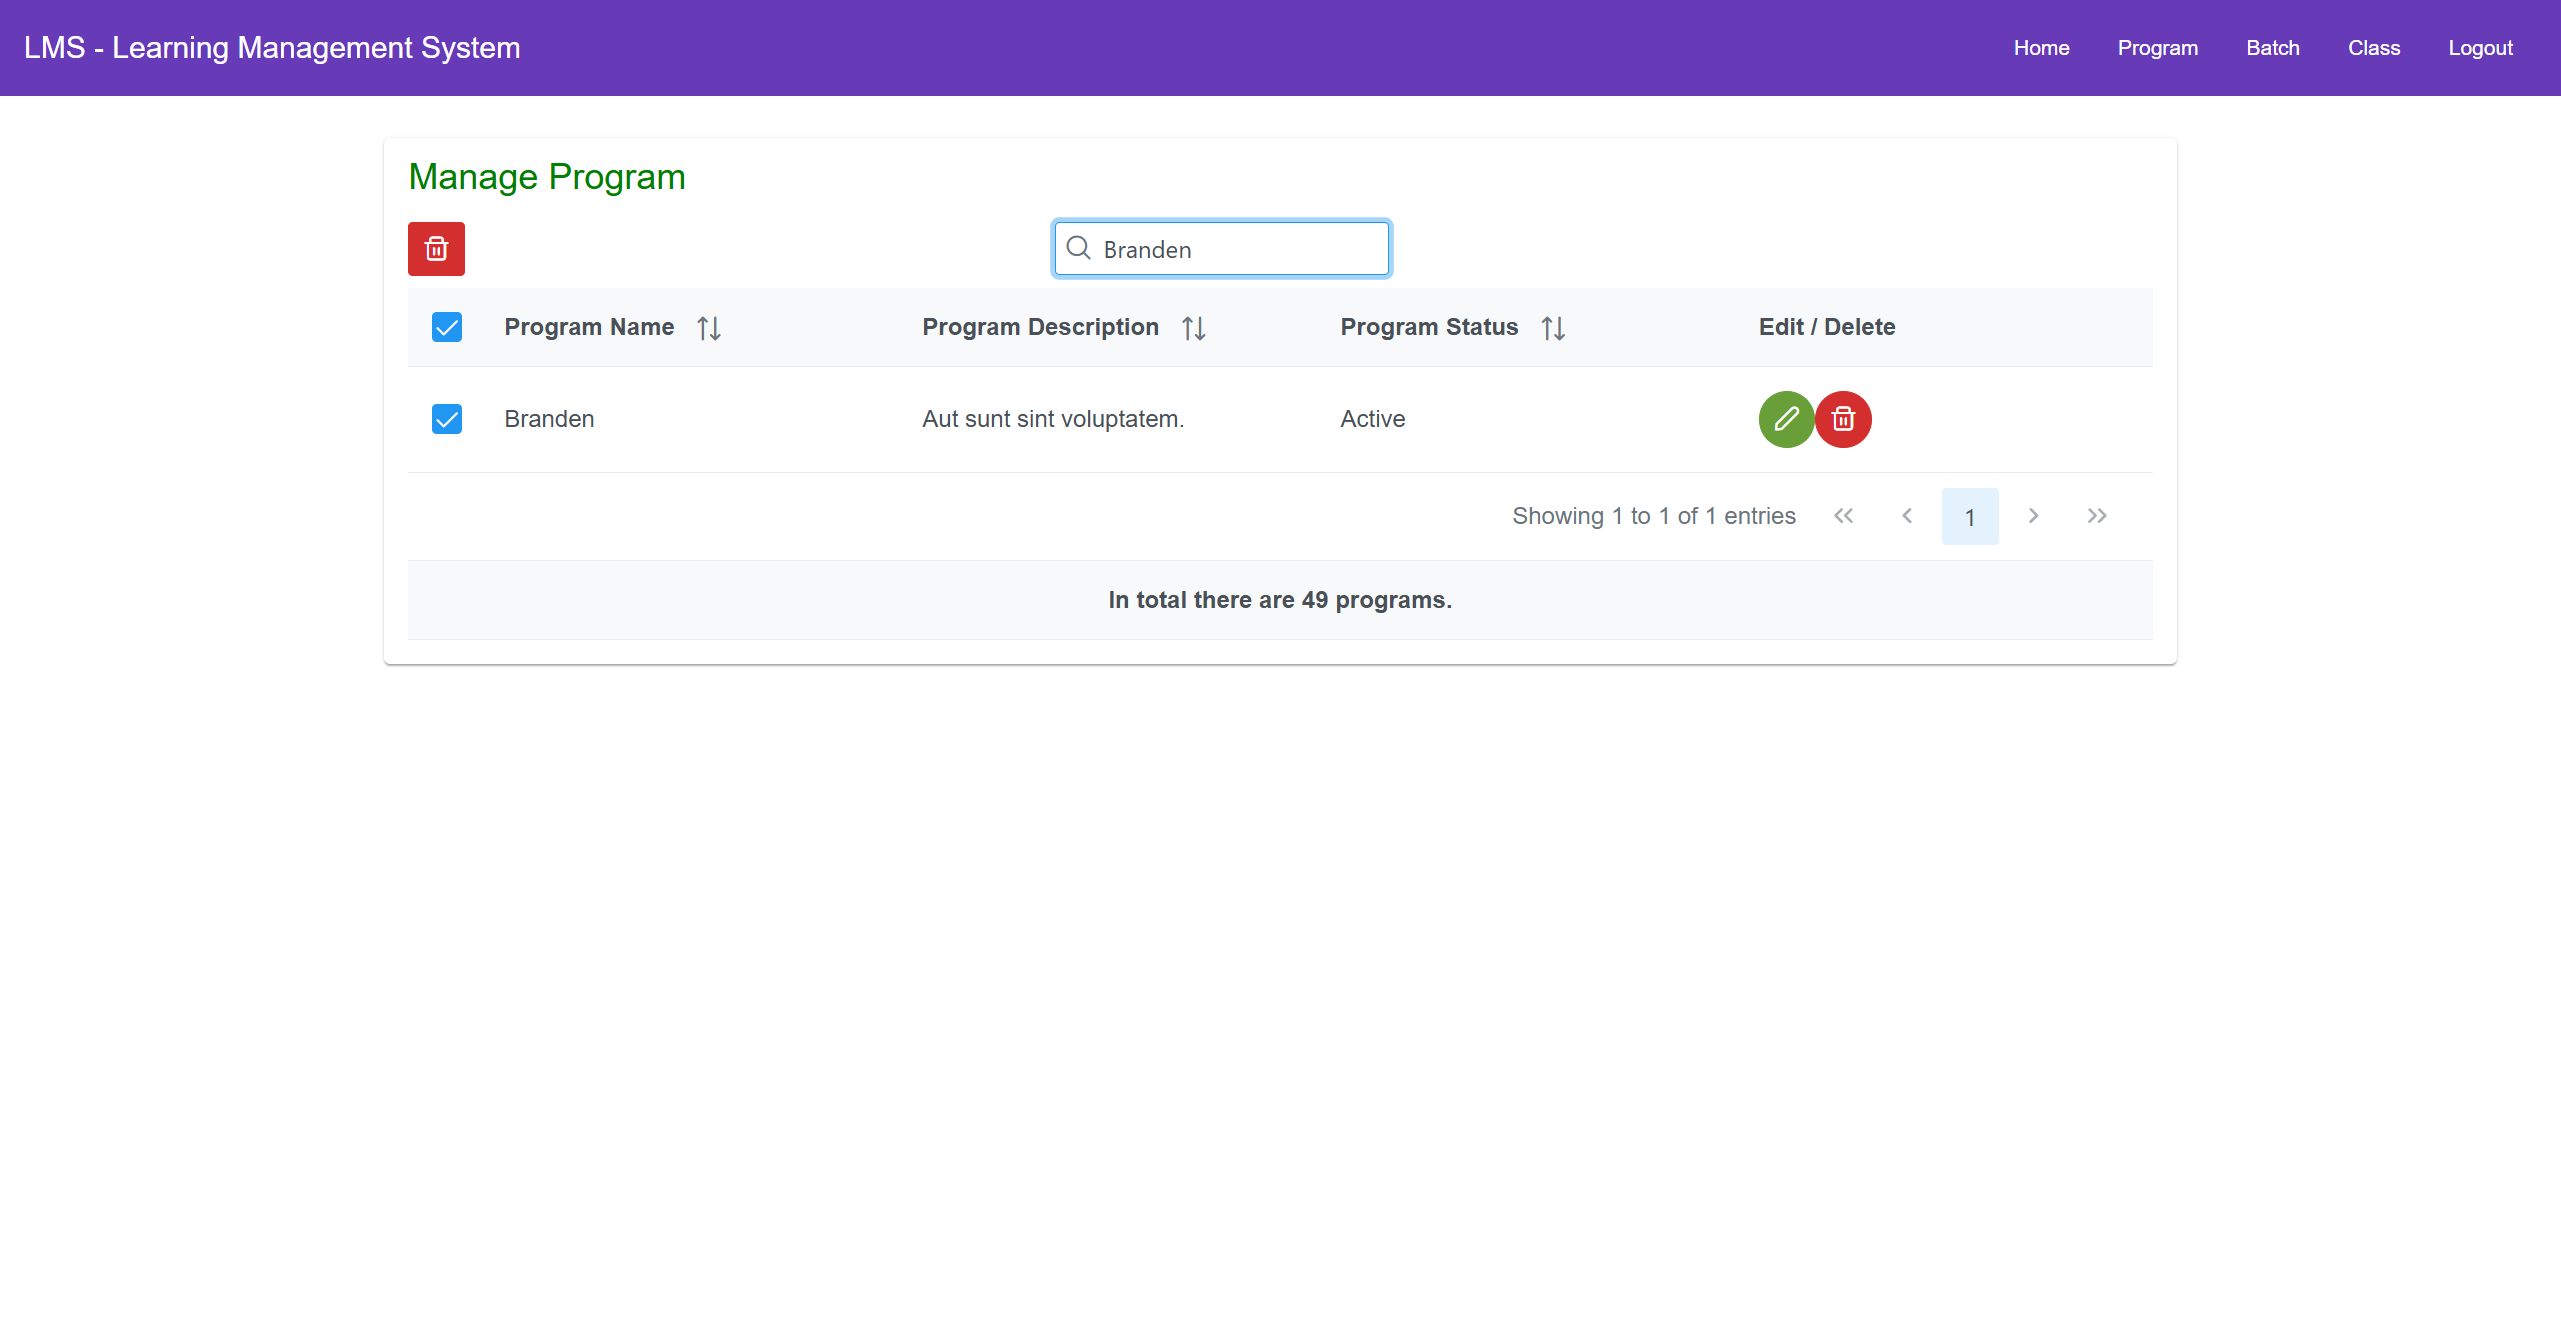 LMS - Learning Management System
Home Program Batch Class Logout
Manage Program
Branden
Program Name Program Description Program Status Edit / Delete
Branden Aut sunt sint voluptatem. Active
Showing 1 to 1 of 1 entries 1
In total there are 49 programs.